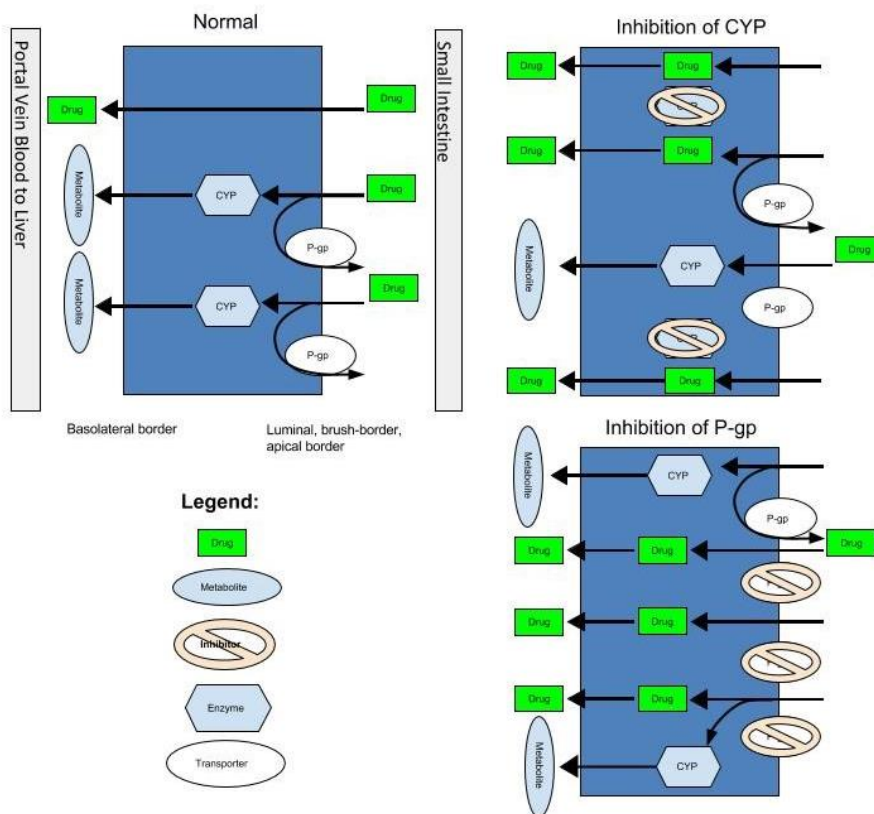 Normal
Portal Vein Blood to Liver
Drug
Drug
Metabolite
CYP
Drug
P-gp
Metabolite
CYP
Drug
P-gp
Basolateral border
Luminal, brush-border,
apical border
Small Intestine
Inhibition of CYP
Drug
Drug
Drug
Drug
P-gp
Metabolite
CYP
Drug
P-gp
Drug
Drug
Inhibition of P-gp
Metabolite
CYP
P-gp
Drug
Drug
Drug
Drug
Drug
Drug
Drug
Metabolite
CYP
Legend:
Drug
Metabolite
Inhibitor
Enzyme
Transporter